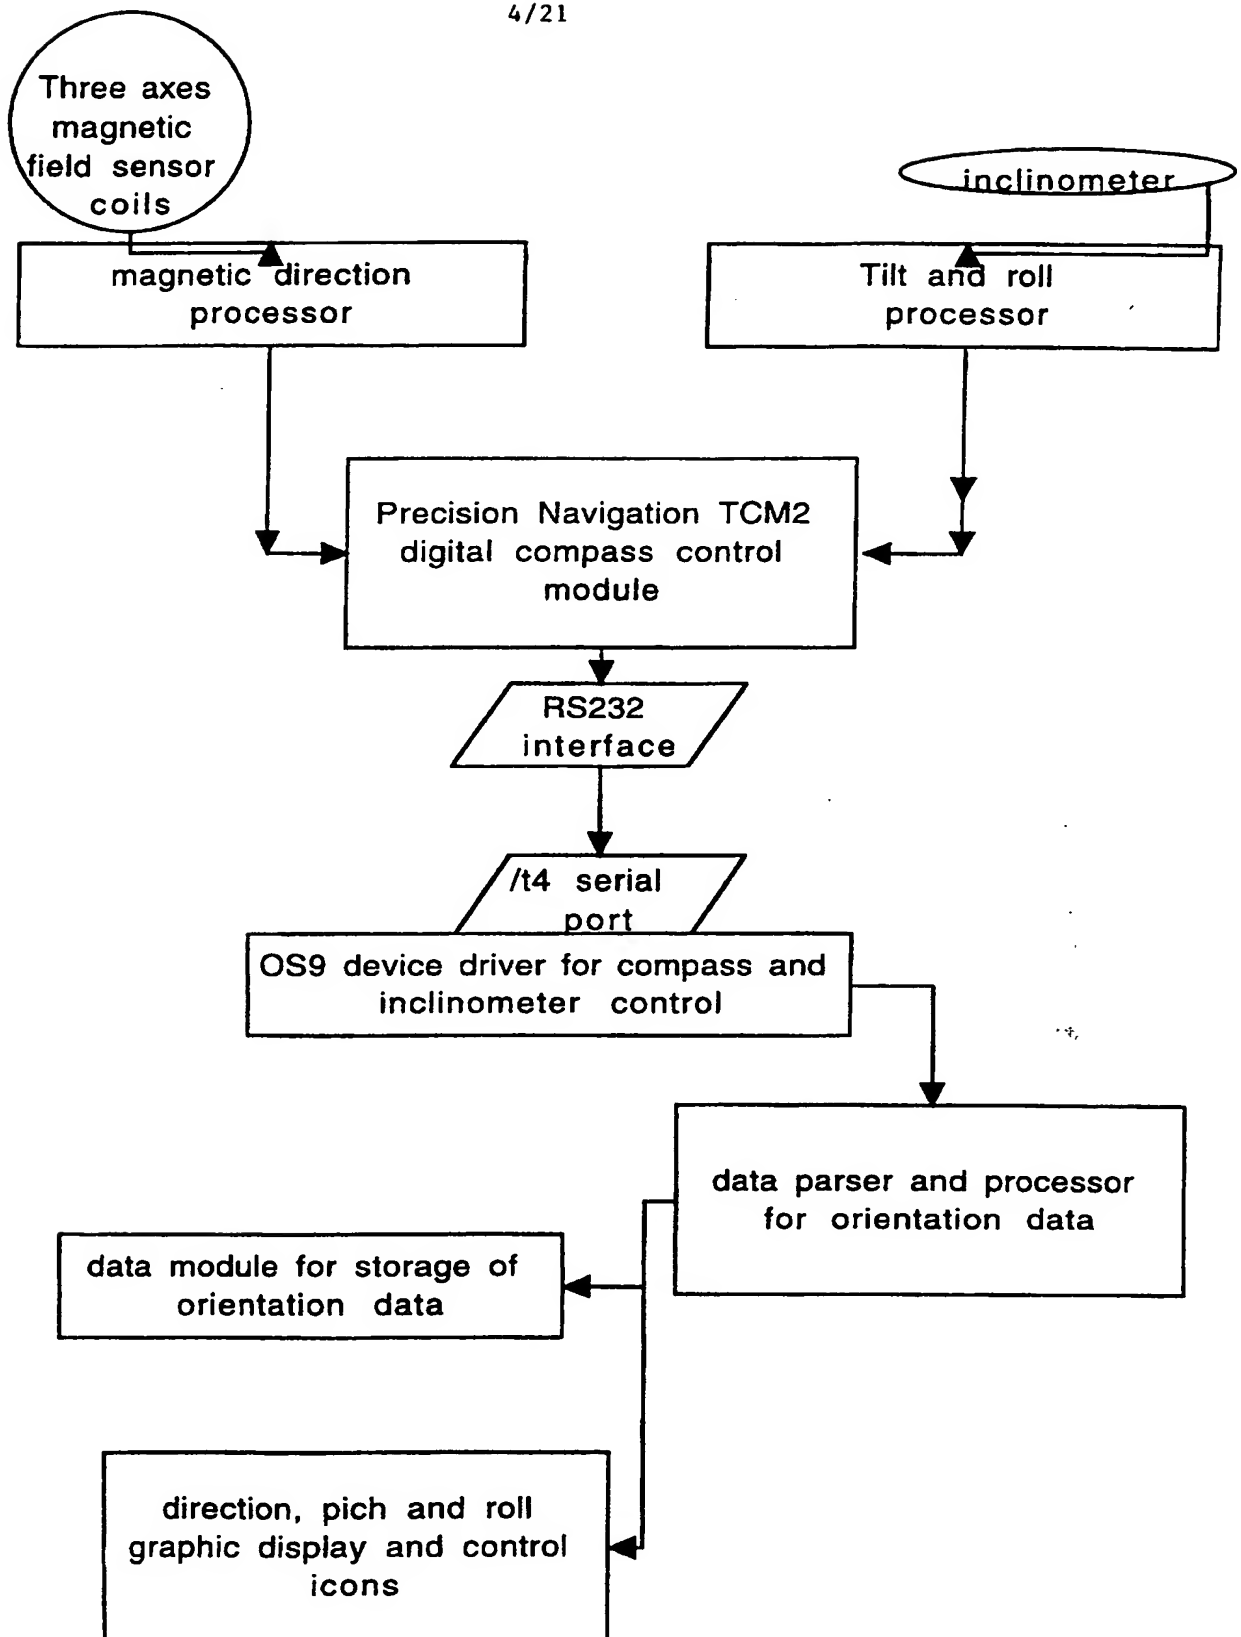 4/21
Three axes
magnetic
field sensor
coils
inclinometer
magnetic direction
processor
Tilt and roll
processor
Precision Navigation TCM2
digital compass control
module
RS232
interface
/t4 serial
port
OS9 device driver for compass and
inclinometer control
data parser and processor
for orientation data
data module for storage of
orientation data
direction, pich and roll
graphic display and control
icons